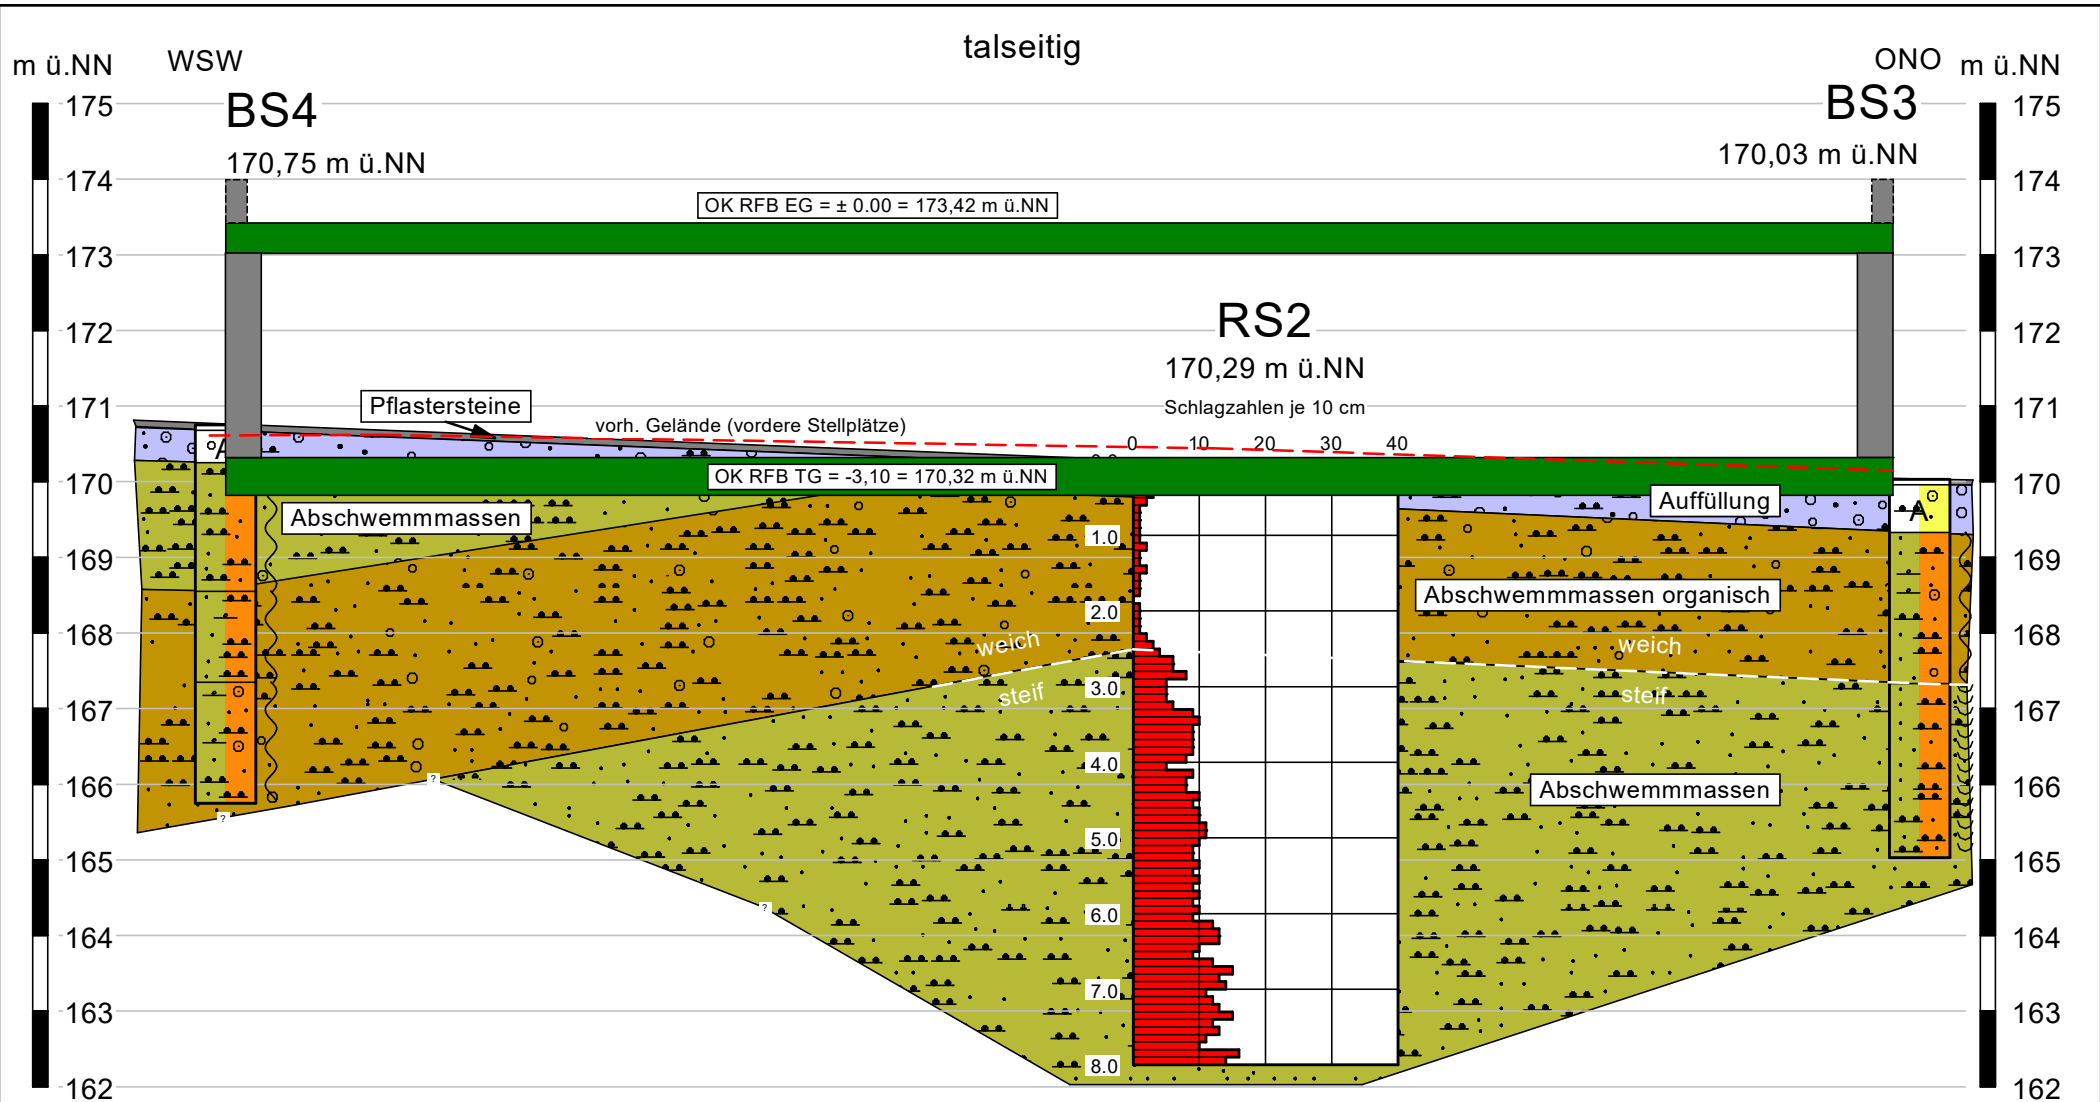 talseitig
m ü.NN WSW ONO m ü.NN
BS4 BS3
170,75 m ü.NN 170,03 m ü.NN
175 175
174 174
OK RFB EG = ± 0.00 = 173,42 m ü.NN
173 173
RS2
172 172
170,29 m ü.NN
Schlagzahlen je 10 cm
171 171
Pflastersteine
vorh. Gelände (vordere Stellplätze)
0 10 20 30 40
A
OK RFB TG = -3,10 = 170,32 m ü.NN
170 170
Auffüllung
A
Abschwemmmassen
1.0
169 169
Abschwemmmassen organisch
2.0
168 168
weich weich
steif steif
3.0
167 167
4.0
166 166
?
Abschwemmmassen
?
5.0
165 165
?
6.0
164 164
7.0
163 163
8.0
162 162